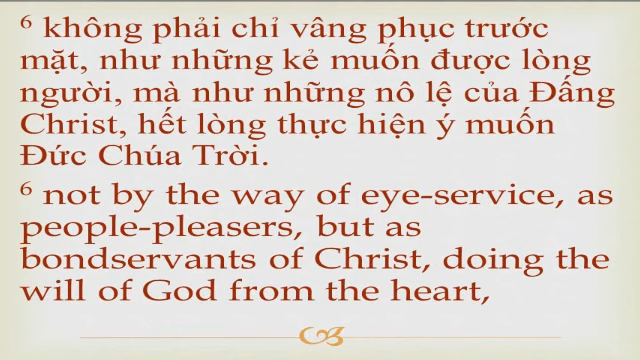 6 không phải chỉ vâng phục trước
mặt, như những kẻ muốn được lòng
người, mà như những nô lệ của Đấng
Christ, hết lòng thực hiện ý muốn
Đức Chúa Trời.
6 not by the way of eye-service, as
people-pleasers, but as
bondservants of Christ, doing the
will of God from the heart,